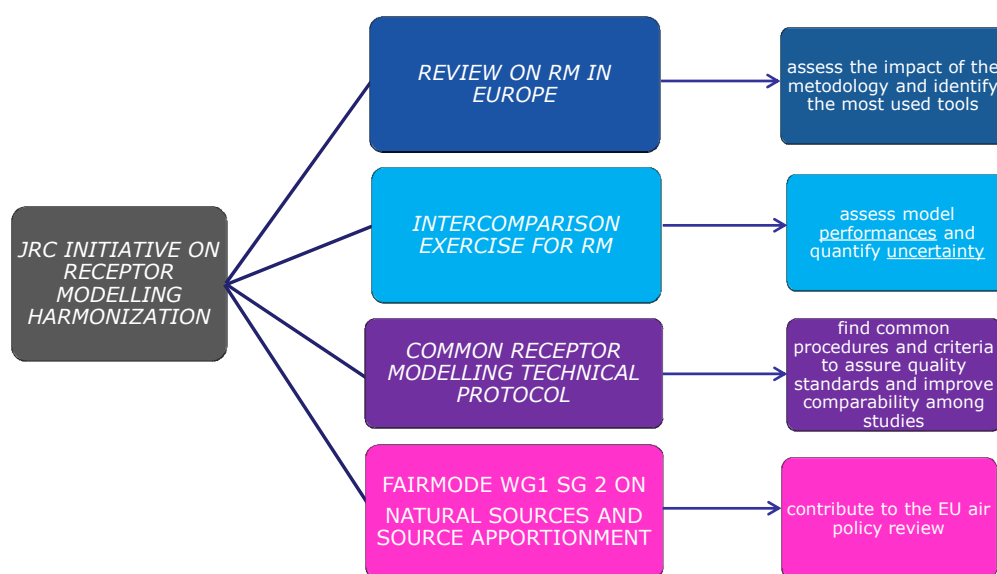 JRC INITIATIVE ON
RECEPTOR
MODELLING
HARMONIZATION
REVIEW ON RM IN
EUROPE
assess the impact of the
metodology and identify
the most used tools
INTERCOMPARISON
EXERCISE FOR RM
assess model
performances and
quantify uncertainty
COMMON RECEPTOR
MODELLING TECHNICAL
PROTOCOL
find common
procedures and criteria
to assure quality
standards and improve
comparability among
studies
FAIRMODE WG1 SG 2 ON
NATURAL SOURCES AND
SOURCE APPORTIONMENT
contribute to the EU air
policy review